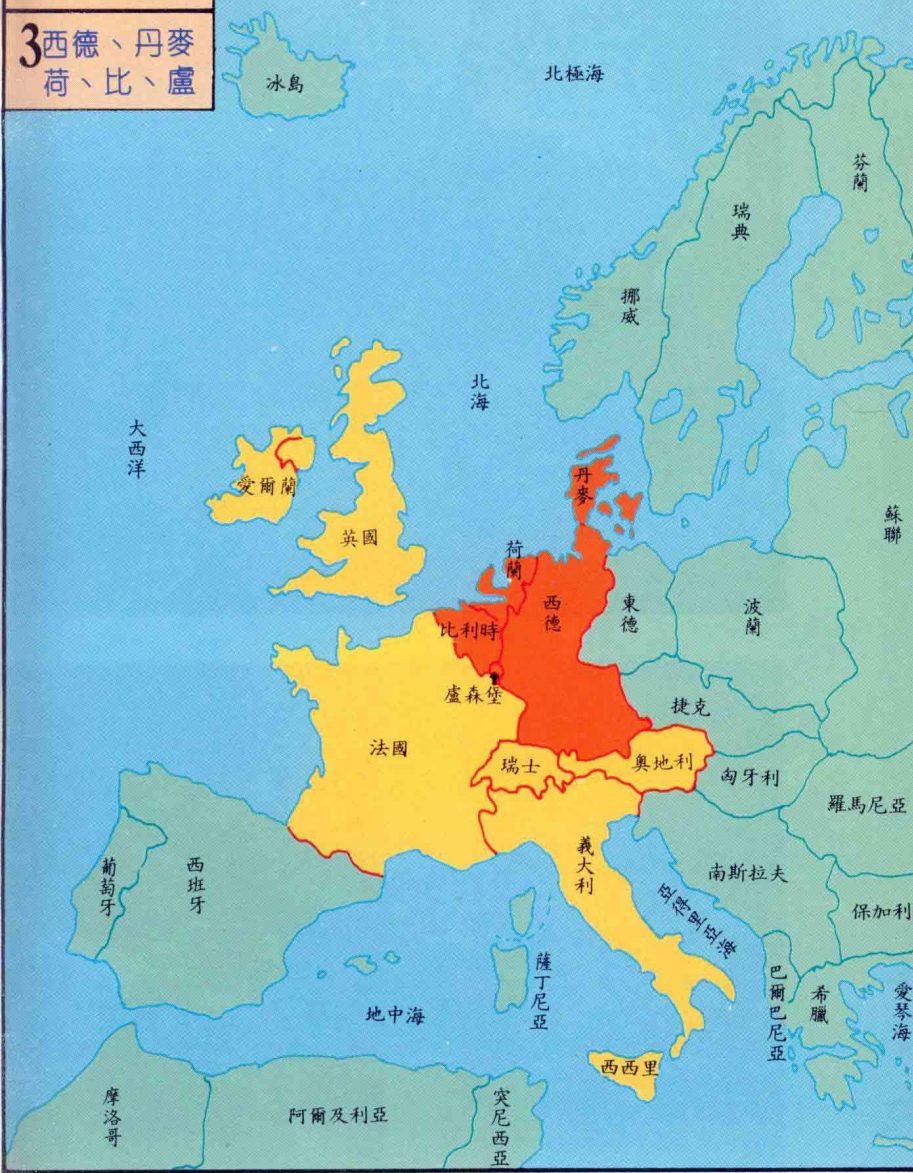 3西德、丹麥
荷、比、盧
冰島
北極海
芬蘭
瑞典
挪威
北海
大西洋
愛爾蘭
英國
丹麥
蘇聯
荷蘭
西德
東德
波蘭
比利時
盧森堡
捷克
法國
瑞士
奧地利
匈牙利
羅馬尼亞
義大利
南斯拉夫
葡萄牙
西班牙
亞得里亞海
保加利
薩丁尼亞
地中海
巴爾巴尼亞
希臘
愛琴海
西西里
摩洛哥
阿爾及利亞
突尼西亞